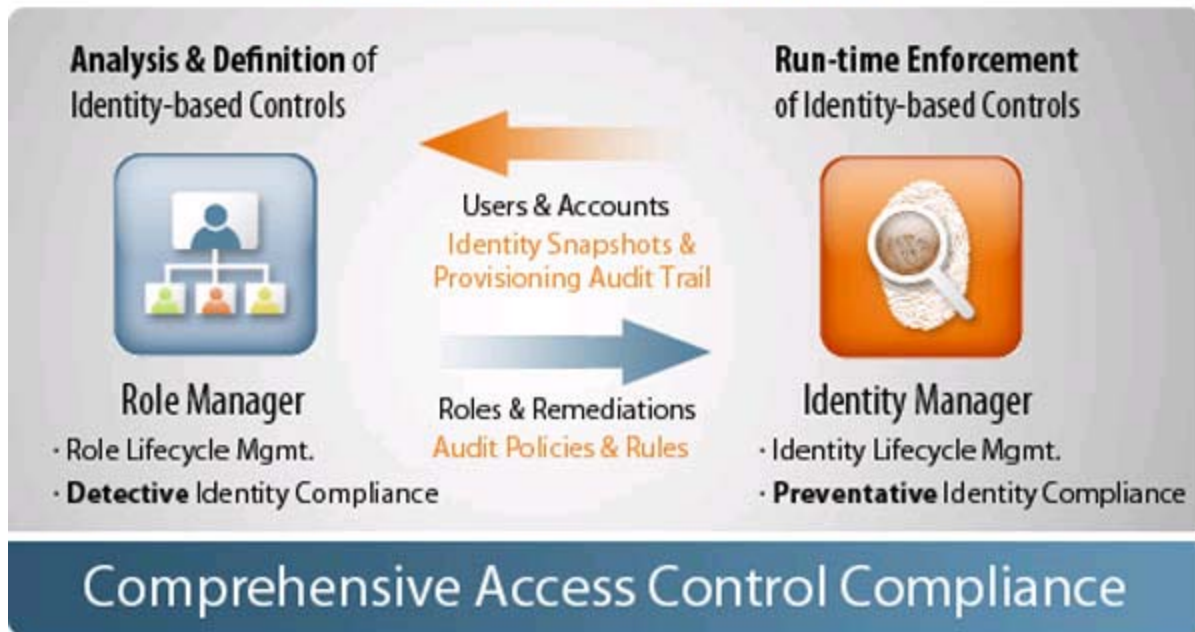 Analysis & Definition of
Identity-based Controls
Run-time Enforcement
of Identity-based Controls
Users & Accounts
Identity Snapshots &
Provisioning Audit Trail
Roles & Remediations
Audit Policies & Rules
Role Manager
· Role Lifecycle Mgmt.
· Detective Identity Compliance
Identity Manager
· Identity Lifecycle Mgmt.
· Preventative Identity Compliance
Comprehensive Access Control Compliance